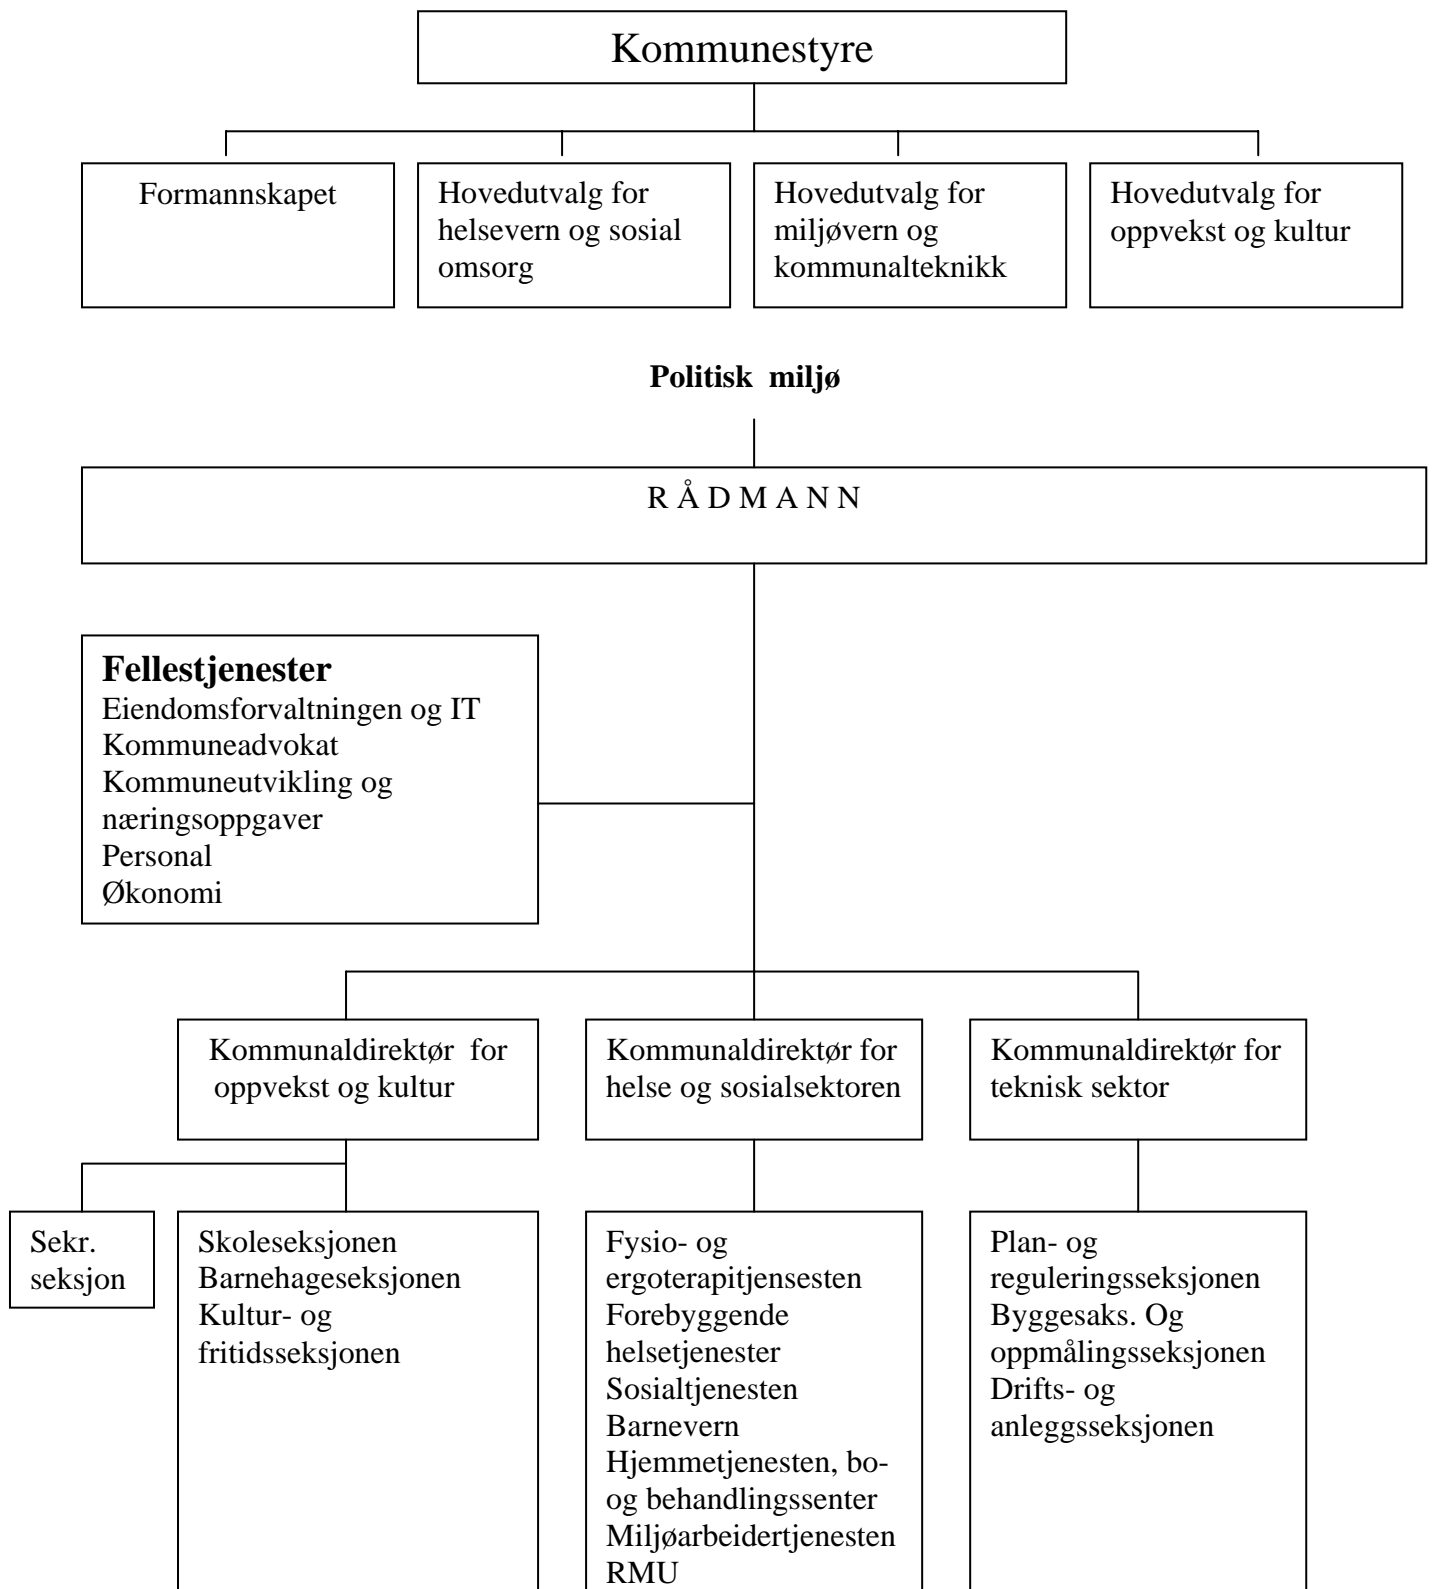 Kommunestyre
Formannskapet
Hovedutvalg for
helsevern og sosial
omsorg
Hovedutvalg for
miljøvern og
kommunalteknikk
Hovedutvalg for
oppvekst og kultur
Politisk miljø
R Å D M A N N
Fellestjenester
Eiendomsforvaltningen og IT
Kommuneadvokat
Kommuneutvikling og
næringsoppgaver
Personal
Økonomi
Kommunaldirektør for
oppvekst og kultur
Kommunaldirektør for
helse og sosialsektoren
Kommunaldirektør for
teknisk sektor
Sekr.
seksjon
Skoleseksjonen
Barnehageseksjonen
Kultur- og
fritidsseksjonen
Fysio- og
ergoterapitjensesten
Forebyggende
helsetjenester
Sosialtjenesten
Barnevern
Hjemmetjenesten, bo-
og behandlingssenter
Miljøarbeidertjenesten
RMU
Plan- og
reguleringsseksjonen
Byggesaks. Og
oppmålingsseksjonen
Drifts- og
anleggsseksjonen